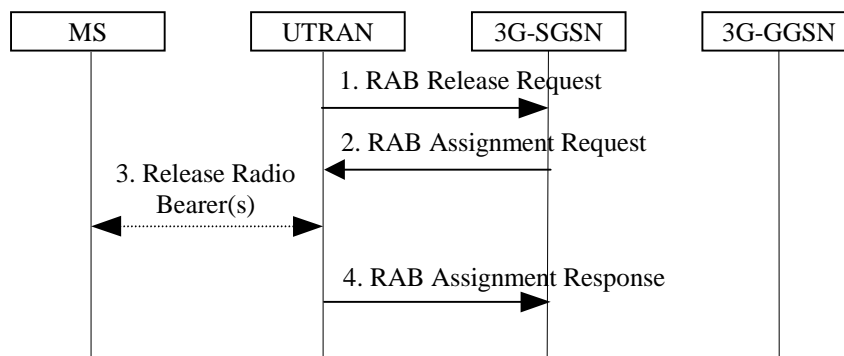 MS
UTRAN
3G-SGSN
3G-GGSN
1. RAB Release Request
2. RAB Assignment Request
3. Release Radio
Bearer(s)
4. RAB Assignment Response